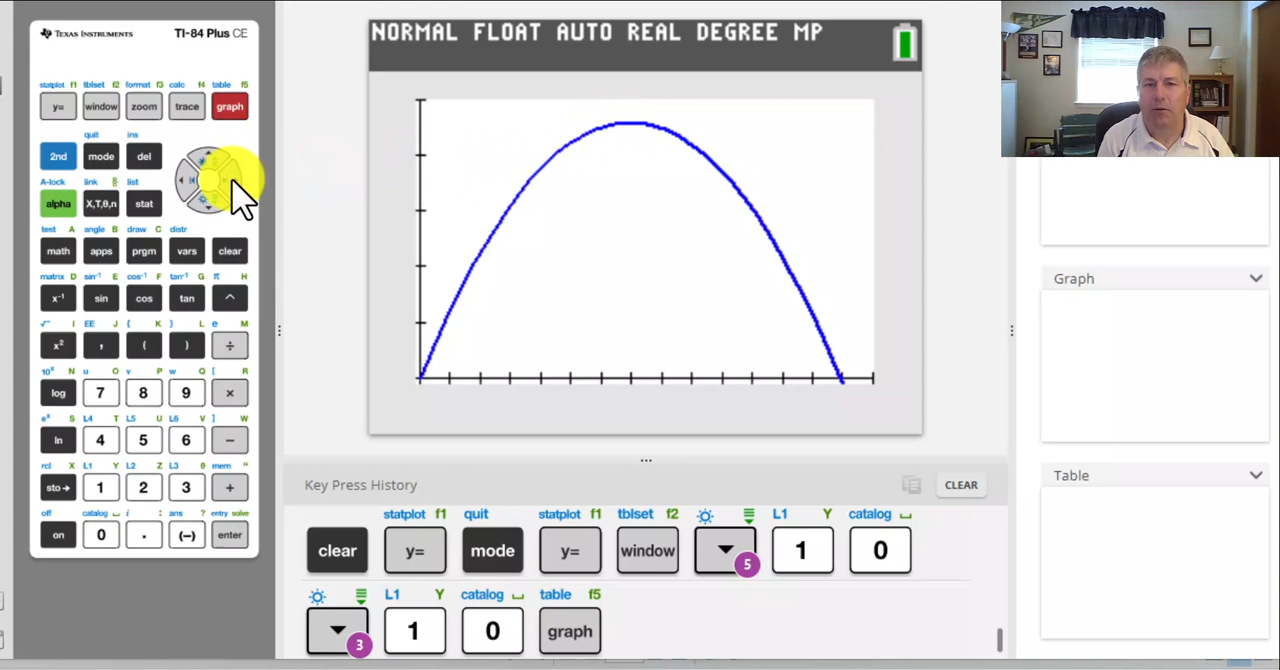 TEXAS INSTRUMENTS TI-84 Plus CE
statplot f1 tblset f2 format f3 calc f4 table f5
y= window zoom trace graph
quit ins
2nd mode del
A-lock link list
alpha X,T,θ,n stat
test A angle B draw C distr
math apps prgm vars clear
matrix D sin⁻¹ E cos⁻¹ F tan⁻¹ G π H
x⁻¹ sin cos tan ^
√ I EE J { K } L e M
x² , ( ) ÷
10ˣ N u O v P w Q [ R
log 7 8 9 ×
eˣ S L4 T L5 U L6 V ] W
ln 4 5 6 −
rcl X L1 Y L2 Z L3 θ mem "
sto→ 1 2 3 +
off catalog ⎵ i : ans ? entry solve
on 0 . (−) enter
NORMAL FLOAT AUTO REAL DEGREE MP
Key Press History
CLEAR
statplot f1 quit statplot f1 tblset f2 L1 Y catalog ⎵
clear y= mode y= window 5 1 0
L1 Y catalog ⎵ table f5
3 1 0 graph
Graph
Table